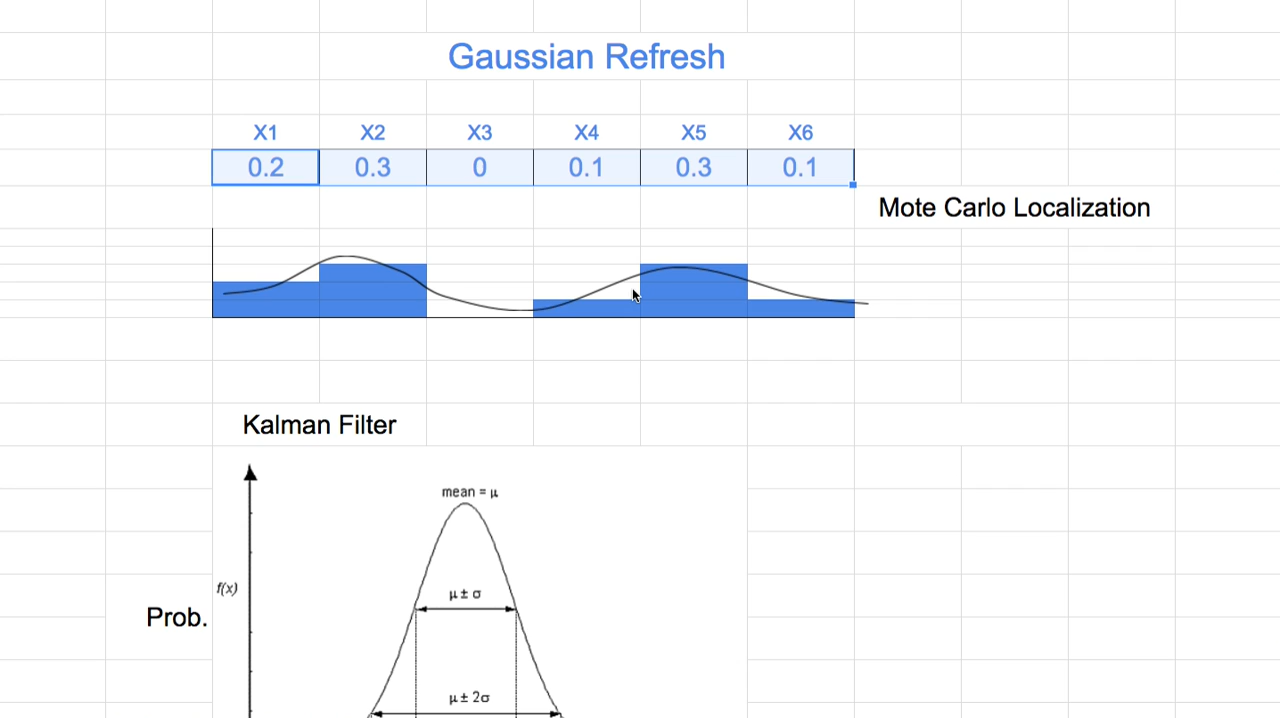 Gaussian Refresh
X1 X2 X3 X4 X5 X6
0.2 0.3 0 0.1 0.3 0.1
Mote Carlo Localization
Kalman Filter
mean = μ
f(x)
μ ± σ
Prob.
μ ± 2σ